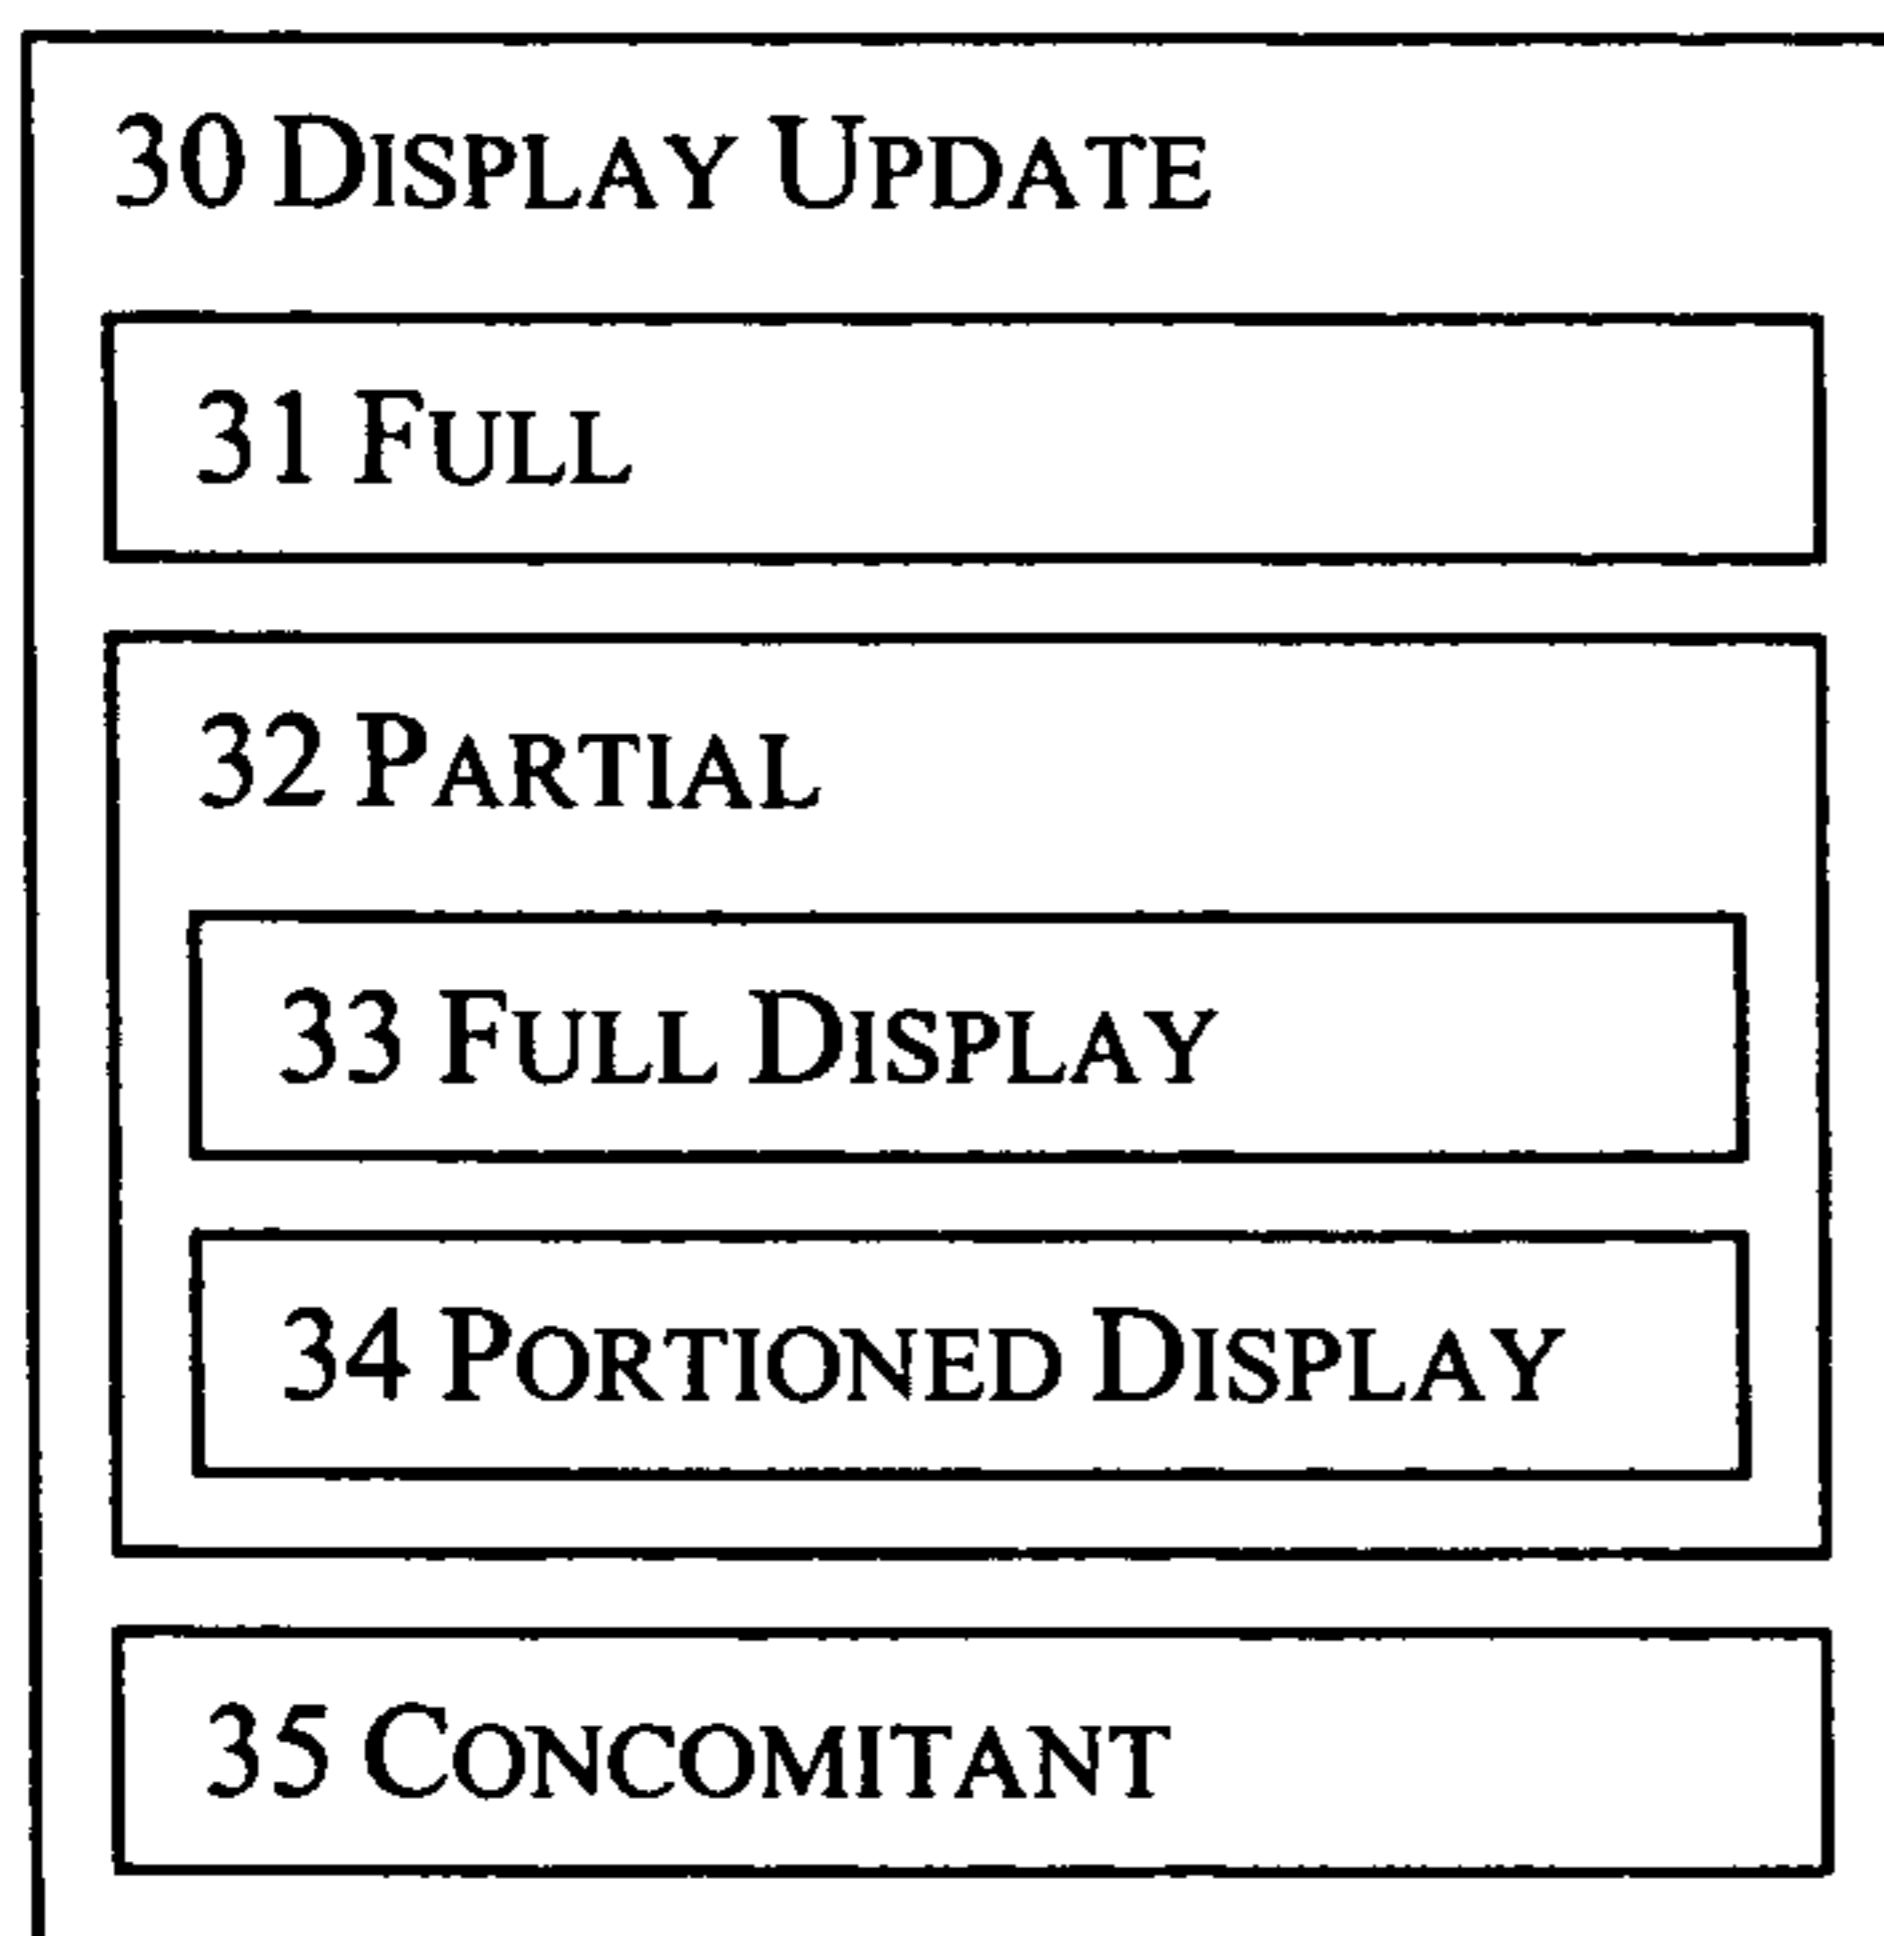 30 DISPLAY UPDATE
31 FULL
32 PARTIAL
33 FULL DISPLAY
34 PORTIONED DISPLAY
35 CONCOMITANT